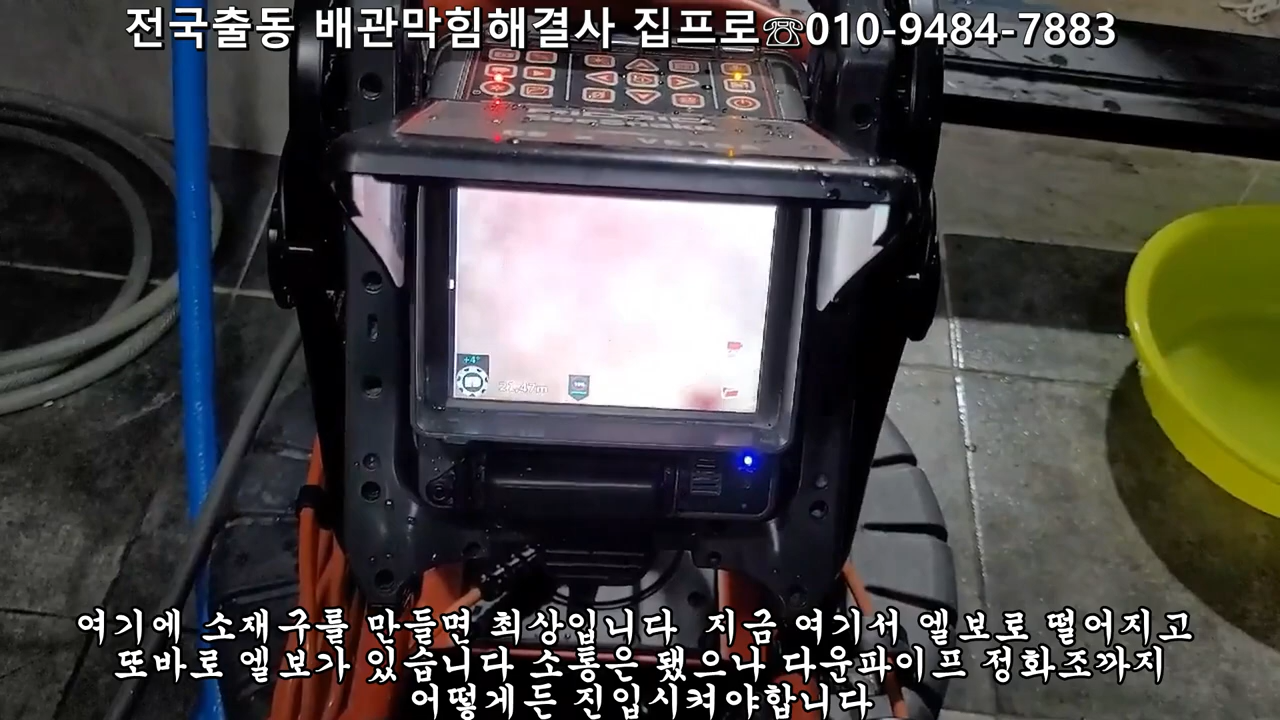 전국출동 배관막힘해결사 집프로☏010-9484-7883
+4°
22.47m
여기에 소재구를 만들면 최상입니다 지금 여기서 엘보로 떨어지고
또바로 엘보가 있습니다 소통은 됐으나 다운파이프 정화조까지
어떻게든 진입시켜야합니다